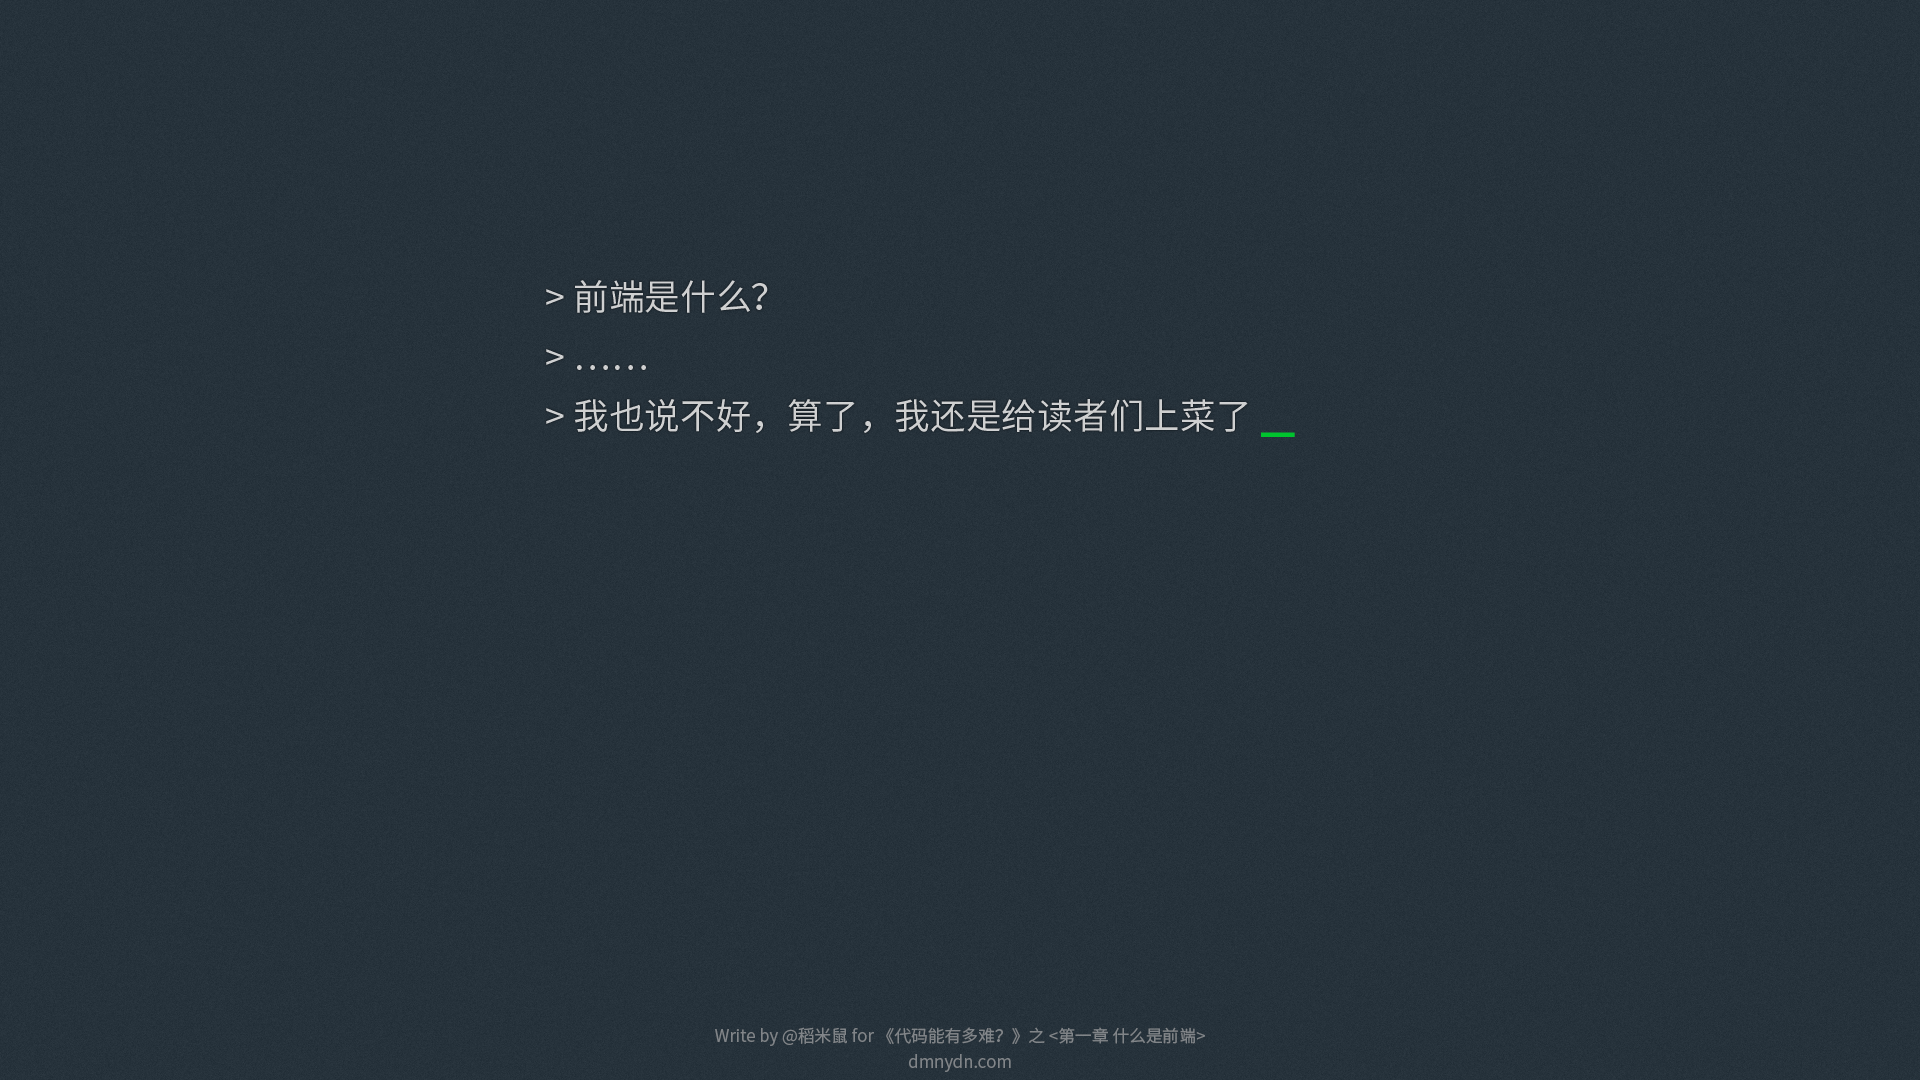 > 前端是什么？
> ……
> 我也说不好，算了，我还是给读者们上菜了 _
Write by @稻米鼠 for 《代码能有多难？》之 <第一章 什么是前端>
dmnydn.com